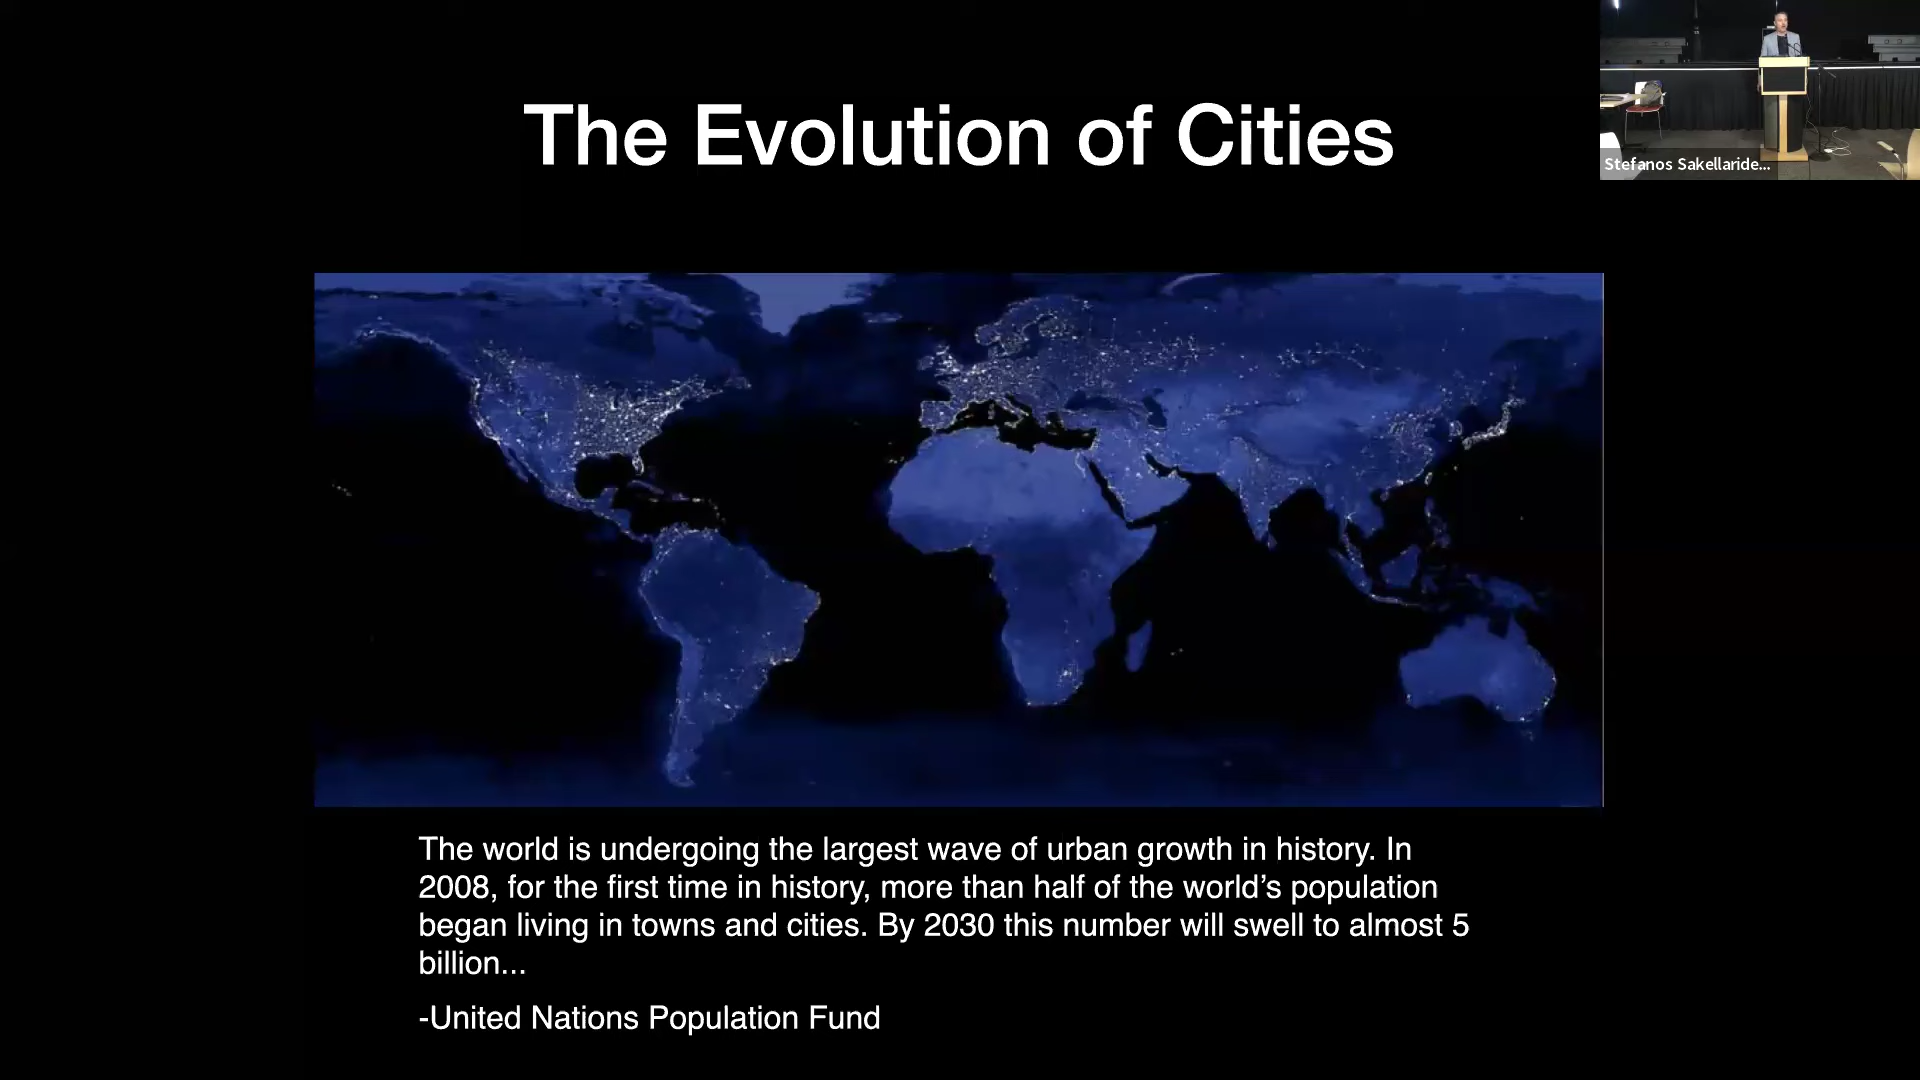 The Evolution of Cities
Stefanos Sakellaride...
The world is undergoing the largest wave of urban growth in history. In
2008, for the first time in history, more than half of the world’s population
began living in towns and cities. By 2030 this number will swell to almost 5
billion...
-United Nations Population Fund